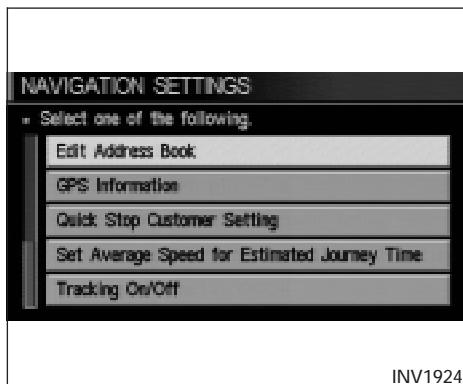 NAVIGATION SETTINGS
Select one of the following.
Edit Address Book
GPS Information
Quick Stop Customer Setting
Set Average Speed for Estimated Journey Time
Tracking On/Off
INV1924